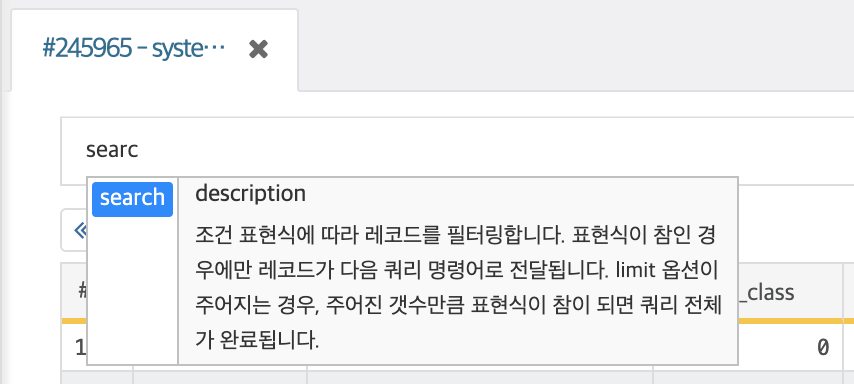 #245965 - syste…
searc
search
description
조건 표현식에 따라 레코드를 필터링합니다. 표현식이 참인 경
우에만 레코드가 다음 쿼리 명령어로 전달됩니다. limit 옵션이
주어지는 경우, 주어진 갯수만큼 표현식이 참이 되면 쿼리 전체
가 완료됩니다.
#
_class
1
0